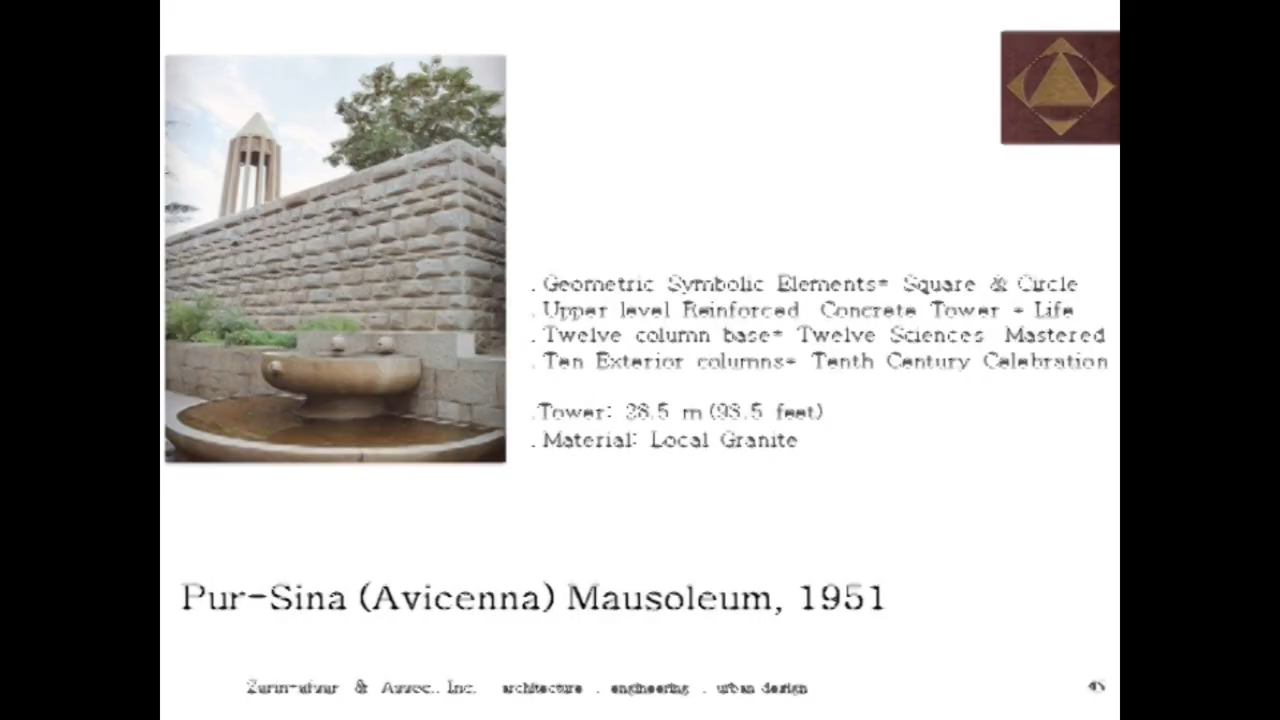 . Geometric Symbolic Elements= Square & Circle
. Upper level Reinforced Concrete Tower = Life
. Twelve column base= Twelve Sciences Mastered
. Ten Exterior columns= Tenth Century Celebration
. Tower: 28.5 m (93.5 feet)
. Material: Local Granite
Pur-Sina (Avicenna) Mausoleum, 1951
& Assoc., Inc. architecture . engineering . urban design